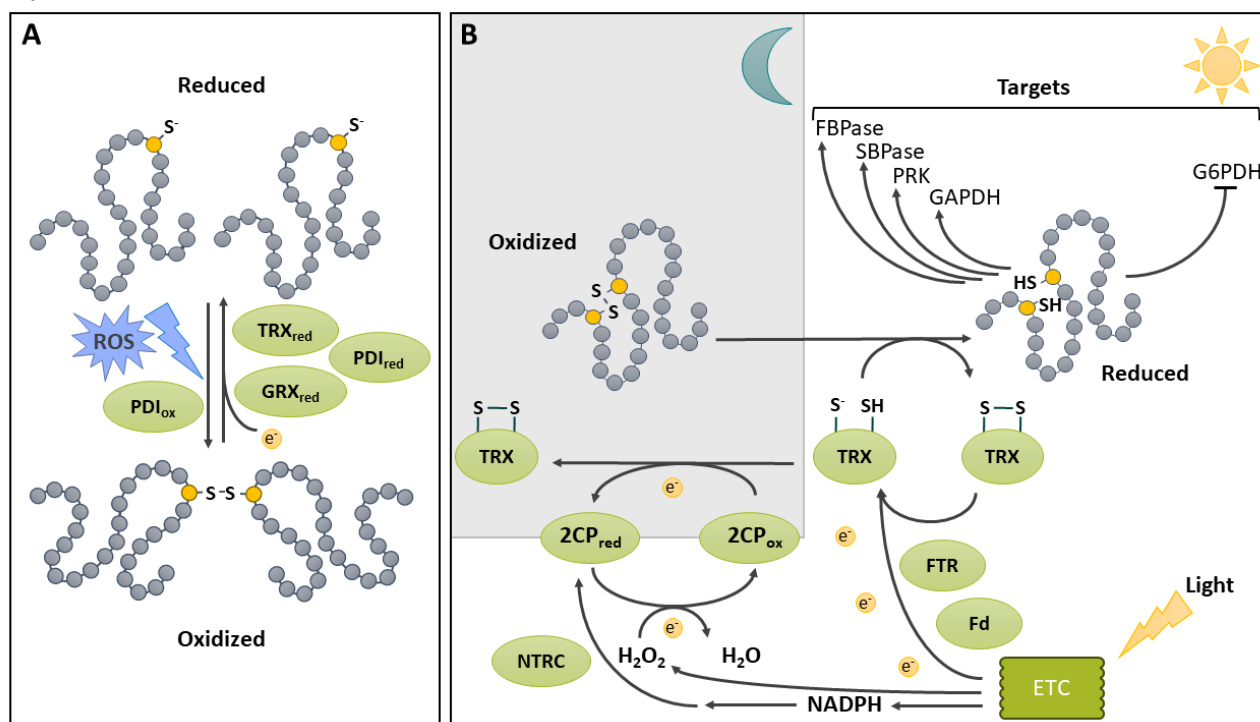 A
Reduced
S-
S-
ROS
TRXred
PDIred
GRXred
PDIox
e-
S-S
Oxidized
B
Targets
FBPase
SBPase
PRK
GAPDH
G6PDH
Oxidized
S
S
HS
SH
Reduced
S S
TRX
S- SH
TRX
S S
TRX
e-
2CPred
2CPox
e-
FTR
Light
e-
Fd
e-
NTRC
H2O2
H2O
e-
ETC
NADPH